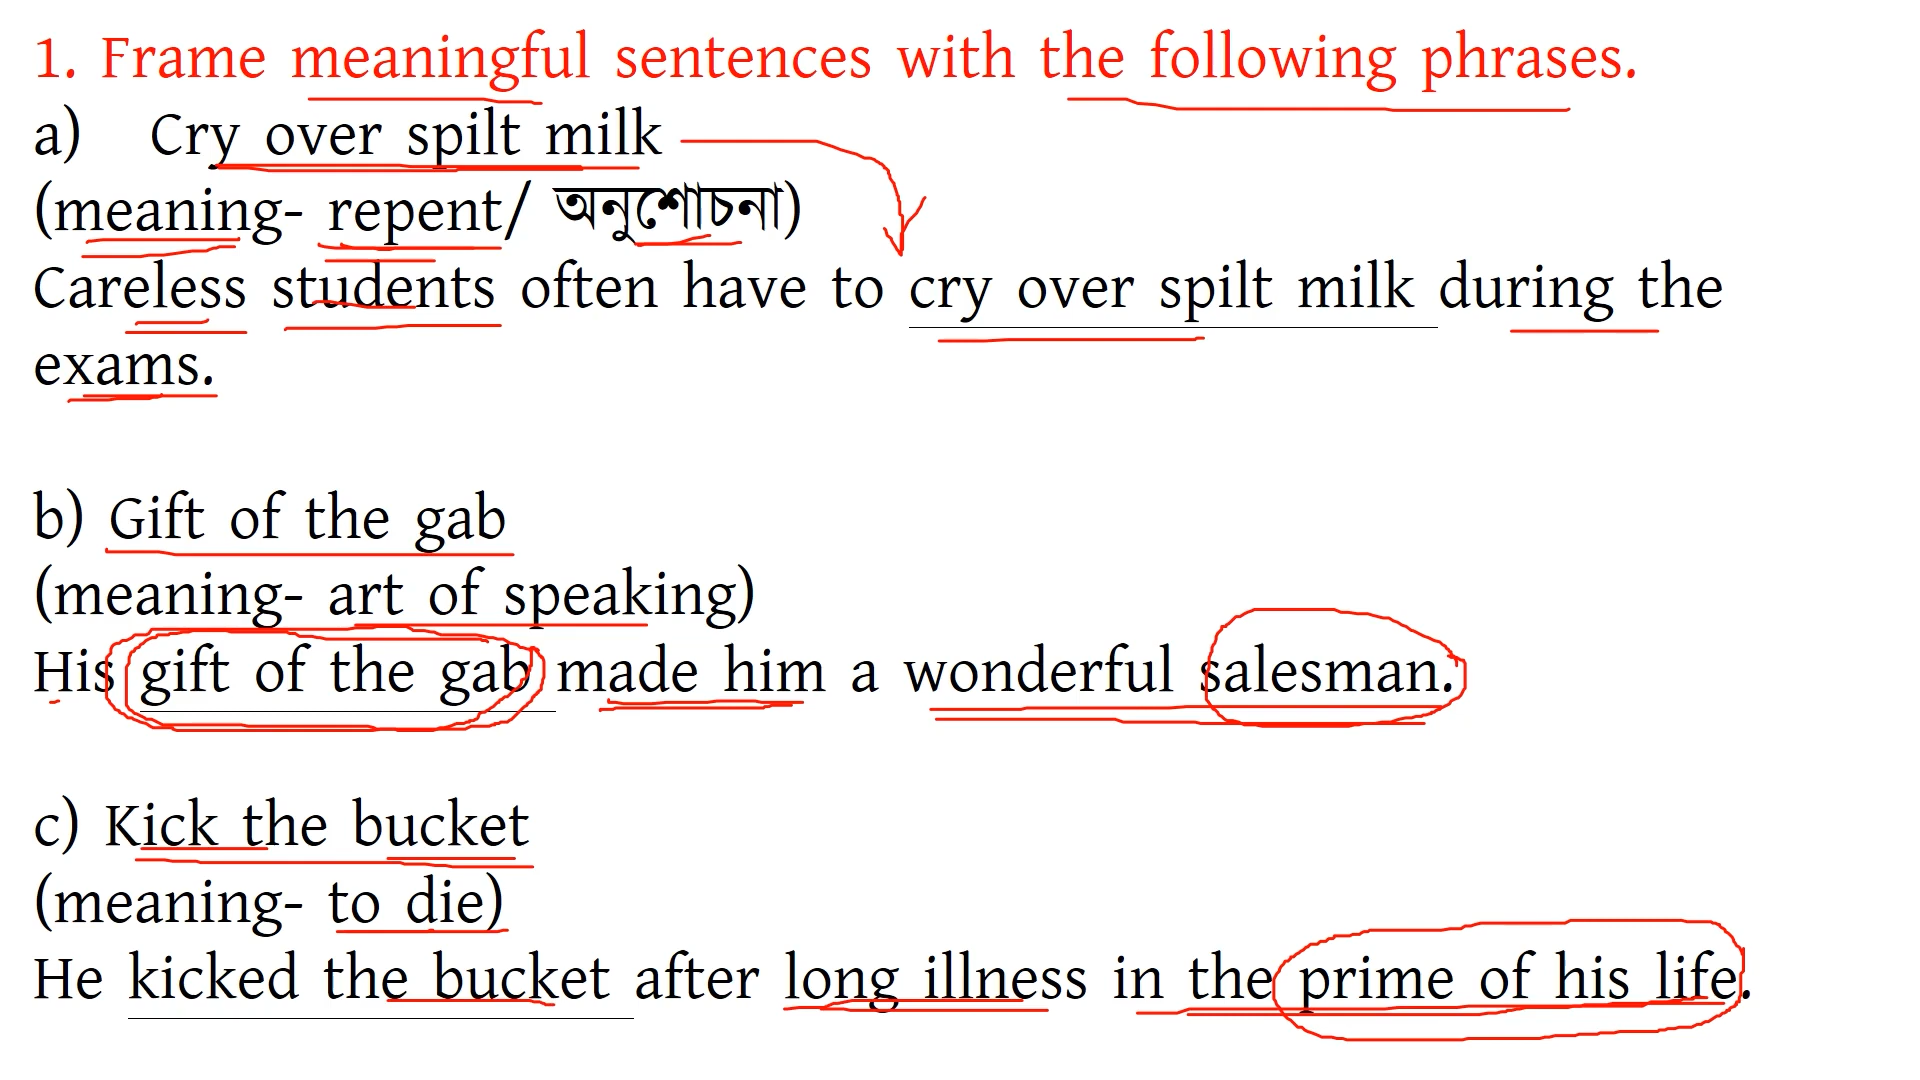 1. Frame meaningful sentences with the following phrases.
a) Cry over spilt milk
(meaning- repent/ অনুশোচনা)
Careless students often have to cry over spilt milk during the
exams.
b) Gift of the gab
(meaning- art of speaking)
His gift of the gab made him a wonderful salesman.
c) Kick the bucket
(meaning- to die)
He kicked the bucket after long illness in the prime of his life.